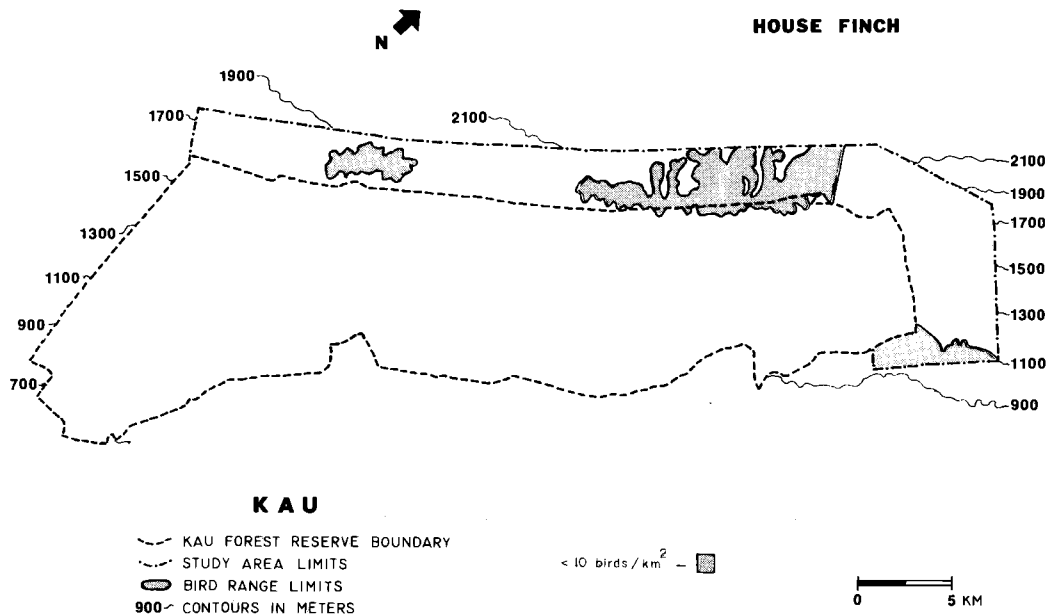 HOUSE FINCH
N
1900
1700
2100
1500
2100
1900
1700
1300
1500
1100
1300
900
1100
700
900
KAU
KAU FOREST RESERVE BOUNDARY
STUDY AREA LIMITS
< 10 birds/km² –
BIRD RANGE LIMITS
900 CONTOURS IN METERS
0 5 KM